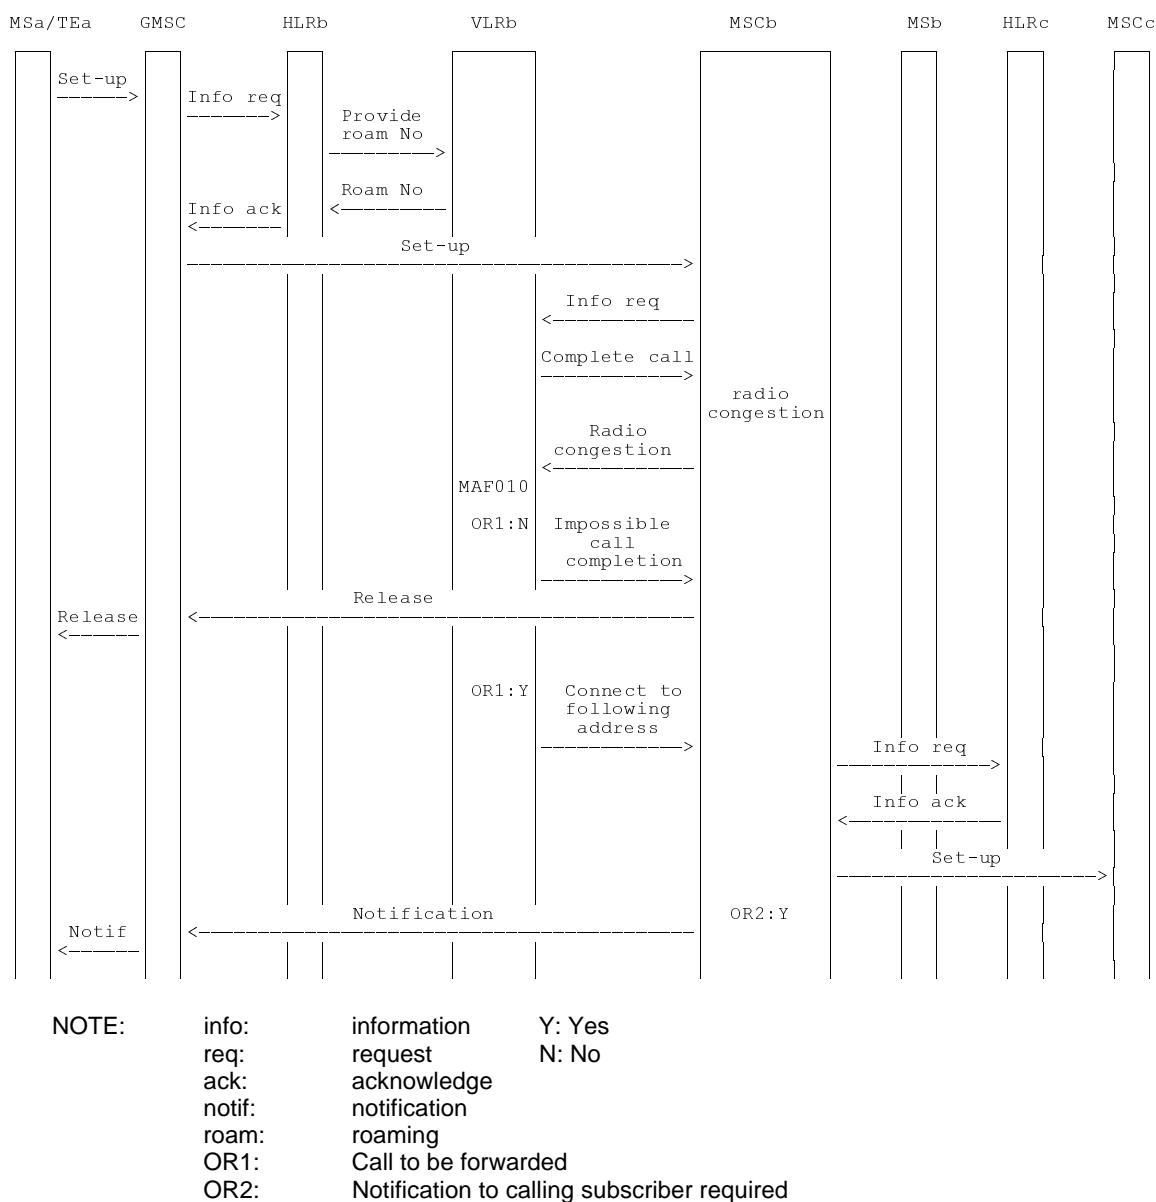 MSa/TEa GMSC HLRb VLRb MSCb MSb HLRc MSCc
Set-up
Info req
Provide
roam No
Roam No
Info ack
Set-up
Info req
Complete call
radio
congestion
Radio
congestion
MAF010
OR1:N Impossible
call
completion
Release
Release
OR1:Y Connect to
following
address
Info req
Info ack
Set-up
Notification OR2:Y
Notif
NOTE: info: information Y: Yes
req: request N: No
ack: acknowledge
notif: notification
roam: roaming
OR1: Call to be forwarded
OR2: Notification to calling subscriber required